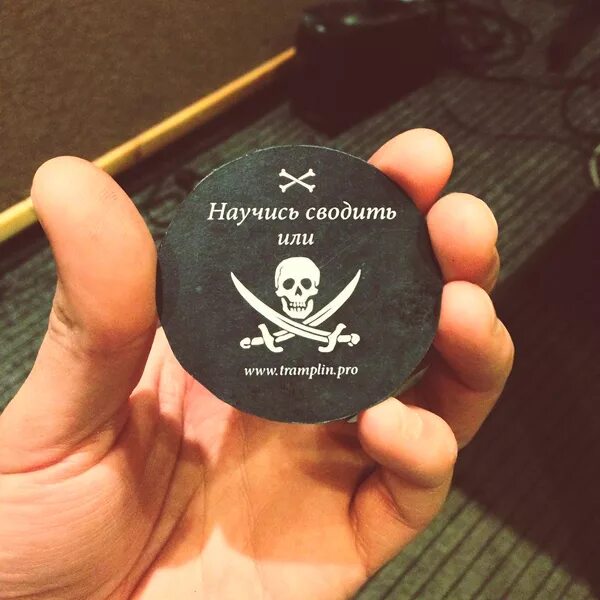 Научись сводить
или
www.tramplin.pro